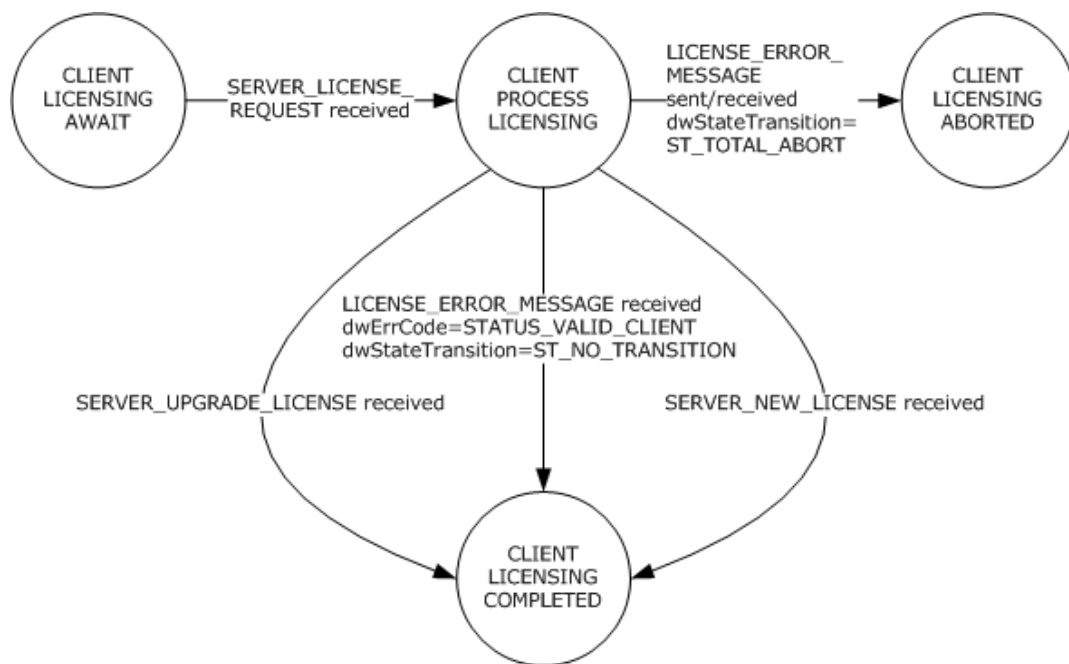 CLIENT
LICENSING
AWAIT
SERVER_LICENSE_
REQUEST received
CLIENT
PROCESS
LICENSING
LICENSE_ERROR_
MESSAGE
sent/received
dwStateTransition=
ST_TOTAL_ABORT
CLIENT
LICENSING
ABORTED
LICENSE_ERROR_MESSAGE received
dwErrCode=STATUS_VALID_CLIENT
dwStateTransition=ST_NO_TRANSITION
SERVER_UPGRADE_LICENSE received
SERVER_NEW_LICENSE received
CLIENT
LICENSING
COMPLETED